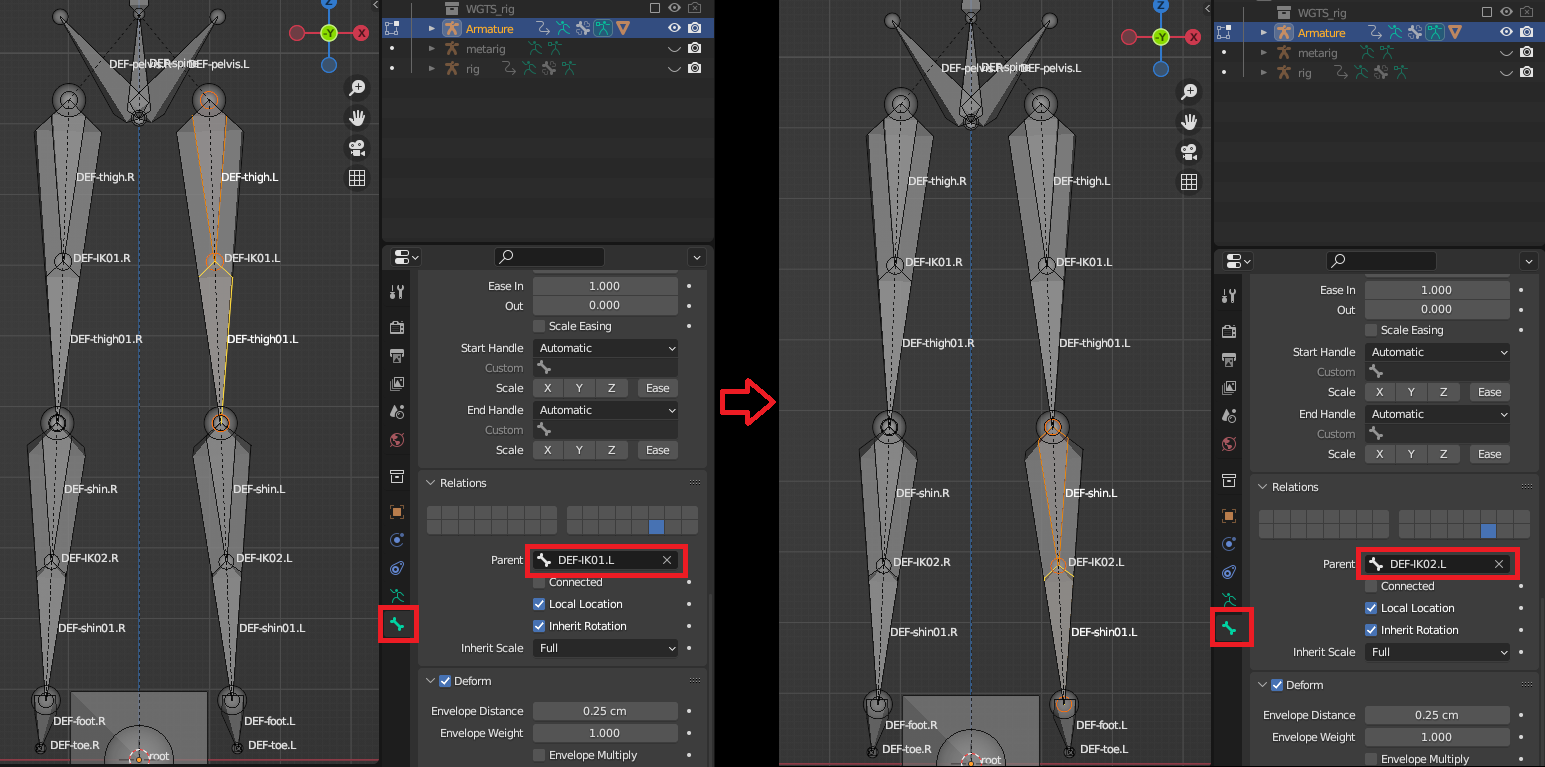 WGTS_rig
Armature
metarig
rig
Z
-Y
X
DEF-pelvis.R
DEF-spine
DEF-pelvis.L
DEF-thigh.R
DEF-thigh.L
DEF-IK01.R
DEF-IK01.L
DEF-thigh01.R
DEF-thigh01.L
DEF-shin.R
DEF-shin.L
DEF-IK02.R
DEF-IK02.L
DEF-shin01.R
DEF-shin01.L
DEF-foot.R
DEF-foot.L
DEF-toe.R
DEF-toe.L
root
Ease In 1.000
Out 0.000
Scale Easing
Start Handle Automatic
Custom
Scale X Y Z Ease
End Handle Automatic
Custom
Scale X Y Z Ease
Relations
Parent DEF-IK01.L
Connected
Local Location
Inherit Rotation
Inherit Scale Full
Deform
Envelope Distance 0.25 cm
Envelope Weight 1.000
Envelope Multiply
WGTS_rig
Armature
metarig
rig
Z
-Y
X
DEF-pelvis.R
DEF-spine
DEF-pelvis.L
DEF-thigh.R
DEF-thigh.L
DEF-IK01.R
DEF-IK01.L
DEF-thigh01.R
DEF-thigh01.L
DEF-shin.R
DEF-shin.L
DEF-IK02.R
DEF-IK02.L
DEF-shin01.R
DEF-shin01.L
DEF-foot.R
DEF-foot.L
DEF-toe.R
DEF-toe.L
root
Ease In 1.000
Out 0.000
Scale Easing
Start Handle Automatic
Custom
Scale X Y Z Ease
End Handle Automatic
Custom
Scale X Y Z Ease
Relations
Parent DEF-IK02.L
Connected
Local Location
Inherit Rotation
Inherit Scale Full
Deform
Envelope Distance 0.25 cm
Envelope Weight 1.000
Envelope Multiply